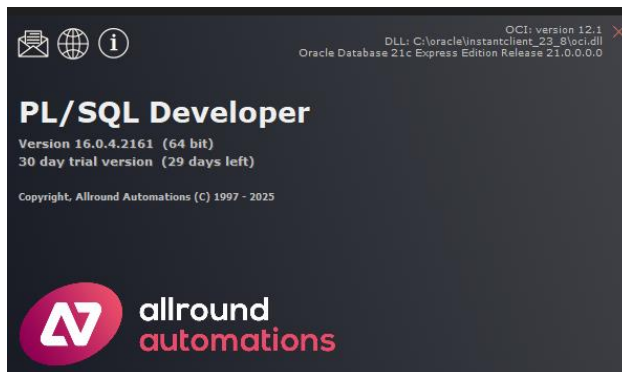 OCI: version 12.1
DLL: C:\oracle\instantclient_23_8\oci.dll
Oracle Database 21c Express Edition Release 21.0.0.0.0
PL/SQL Developer
Version 16.0.4.2161 (64 bit)
30 day trial version (29 days left)
Copyright, Allround Automations (C) 1997 - 2025
allround
automations